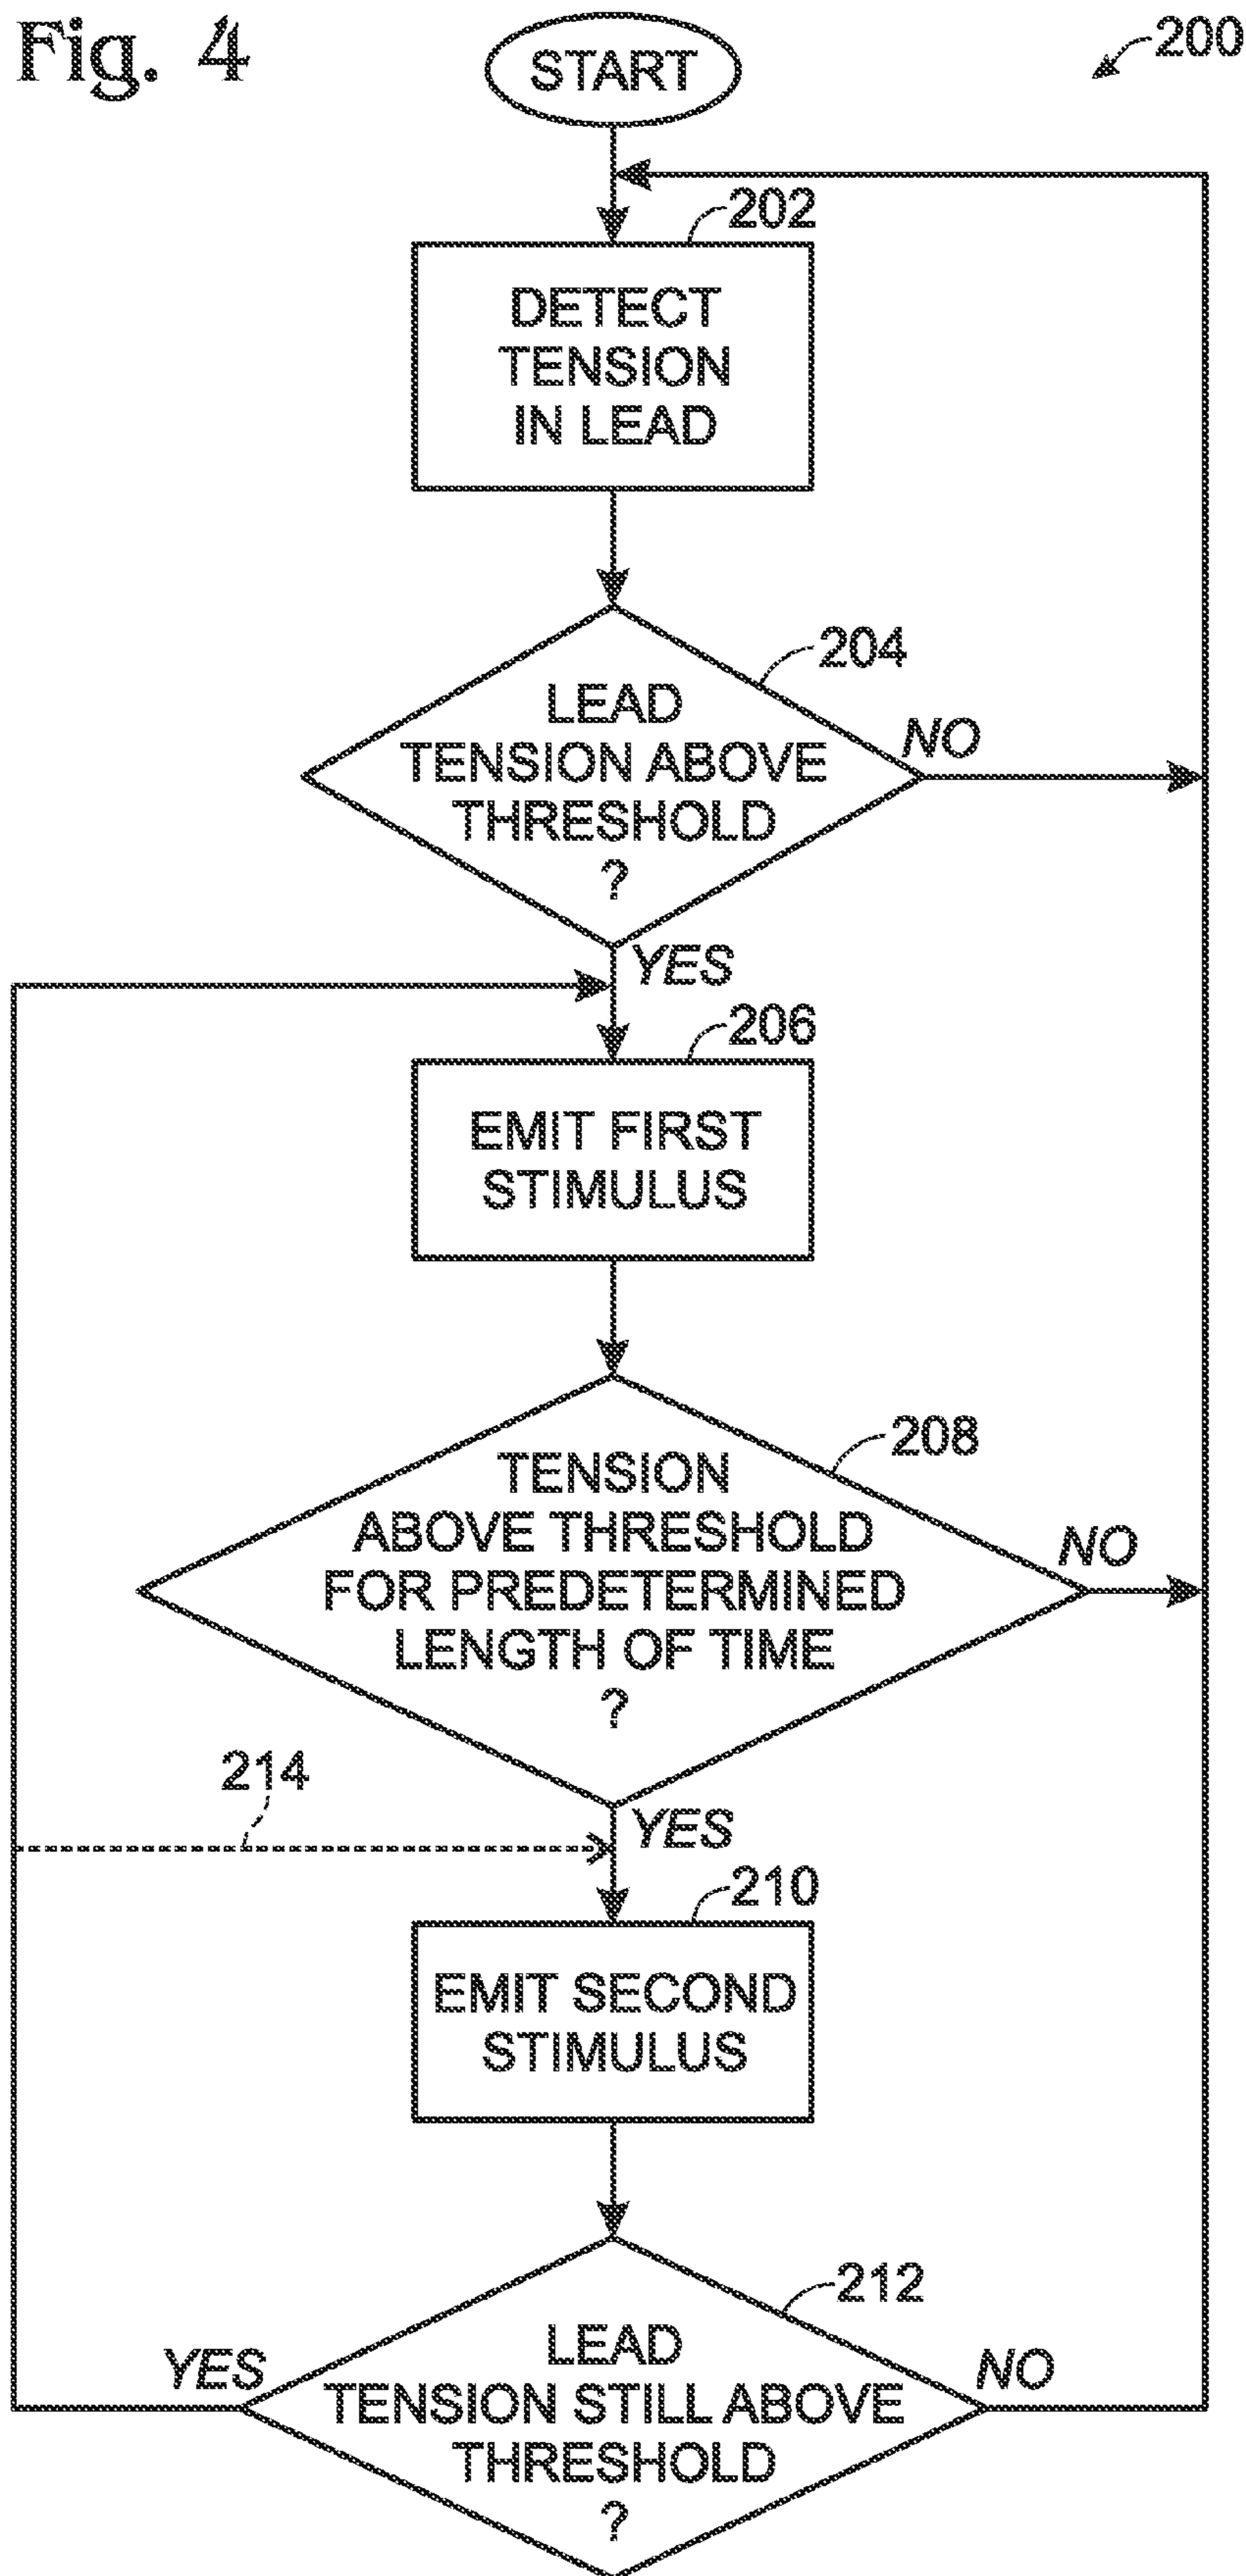 Fig. 4
START
200
202
DETECT
TENSION
IN LEAD
204
LEAD
TENSION ABOVE
THRESHOLD
?
NO
YES
206
EMIT FIRST
STIMULUS
208
TENSION
ABOVE THRESHOLD
FOR PREDETERMINED
LENGTH OF TIME
?
NO
214
YES
210
EMIT SECOND
STIMULUS
212
LEAD
TENSION STILL ABOVE
THRESHOLD
?
YES
NO